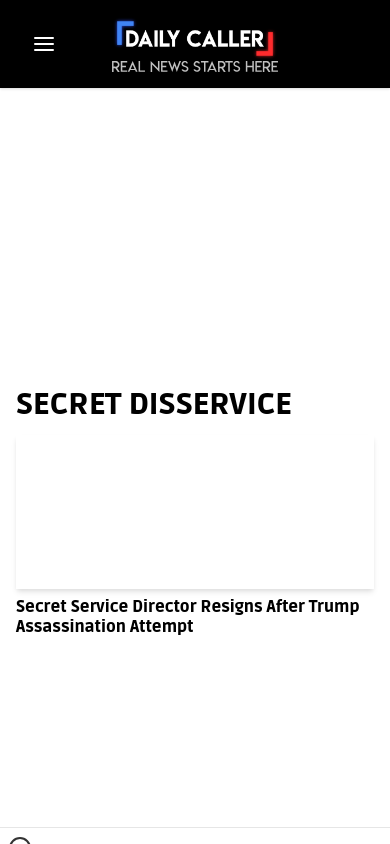 DAILY CALLER
REAL NEWS STARTS HERE
SECRET DISSERVICE
Secret Service Director Resigns After Trump
Assassination Attempt